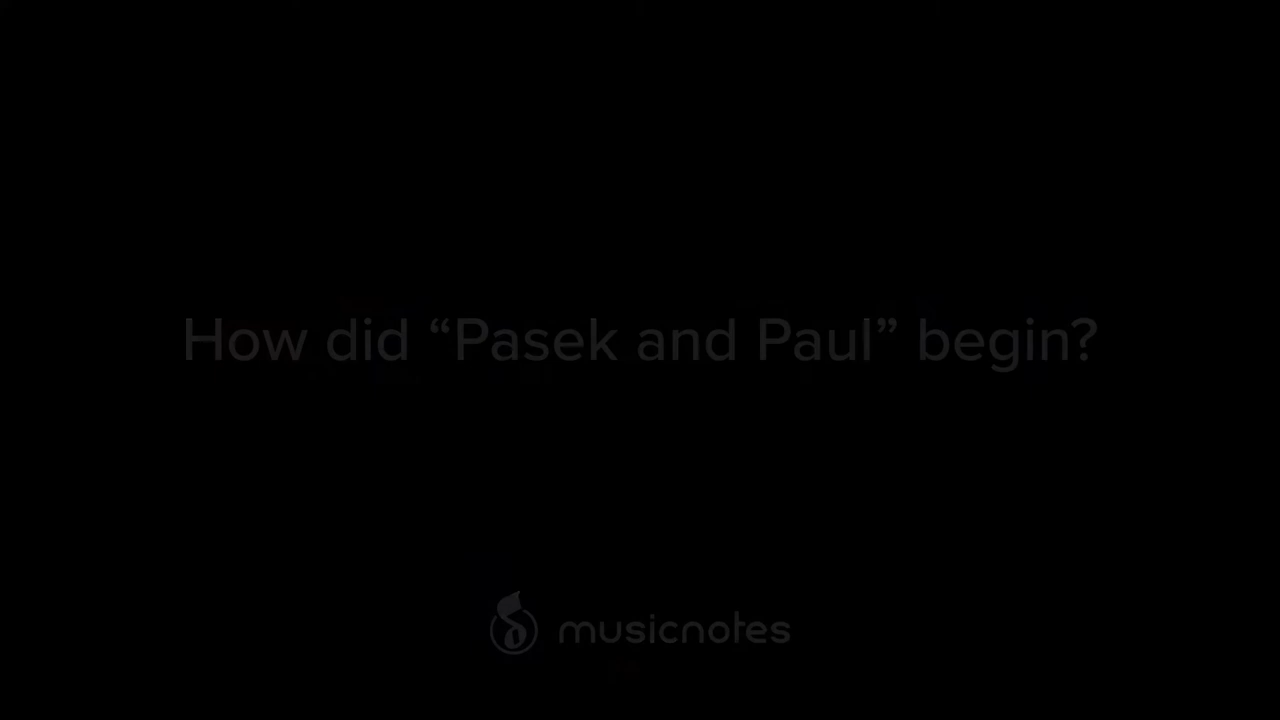 How did “Pasek and Paul” begin?
musicnotes